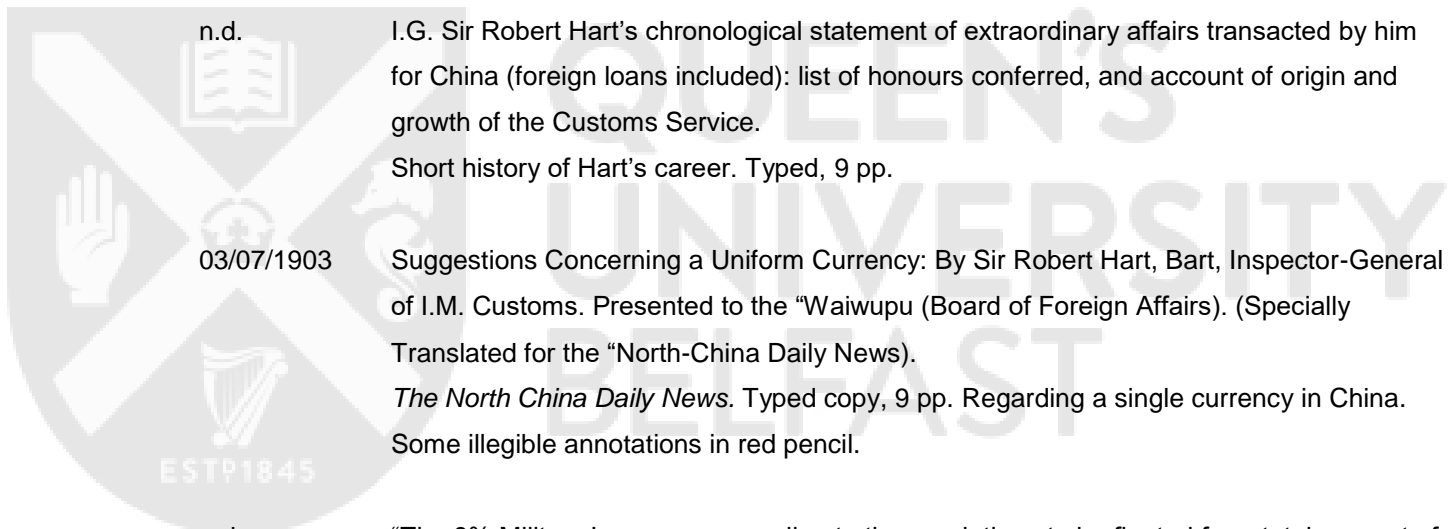 n.d. I.G. Sir Robert Hart’s chronological statement of extraordinary affairs transacted by him
for China (foreign loans included): list of honours conferred, and account of origin and
growth of the Customs Service.
Short history of Hart’s career. Typed, 9 pp.
03/07/1903 Suggestions Concerning a Uniform Currency: By Sir Robert Hart, Bart, Inspector-General
of I.M. Customs. Presented to the “Waiwupu (Board of Foreign Affairs). (Specially
Translated for the “North-China Daily News).
The North China Daily News. Typed copy, 9 pp. Regarding a single currency in China.
Some illegible annotations in red pencil.
QUEEN'S
UNIVERSITY
BELFAST
ESTD1845